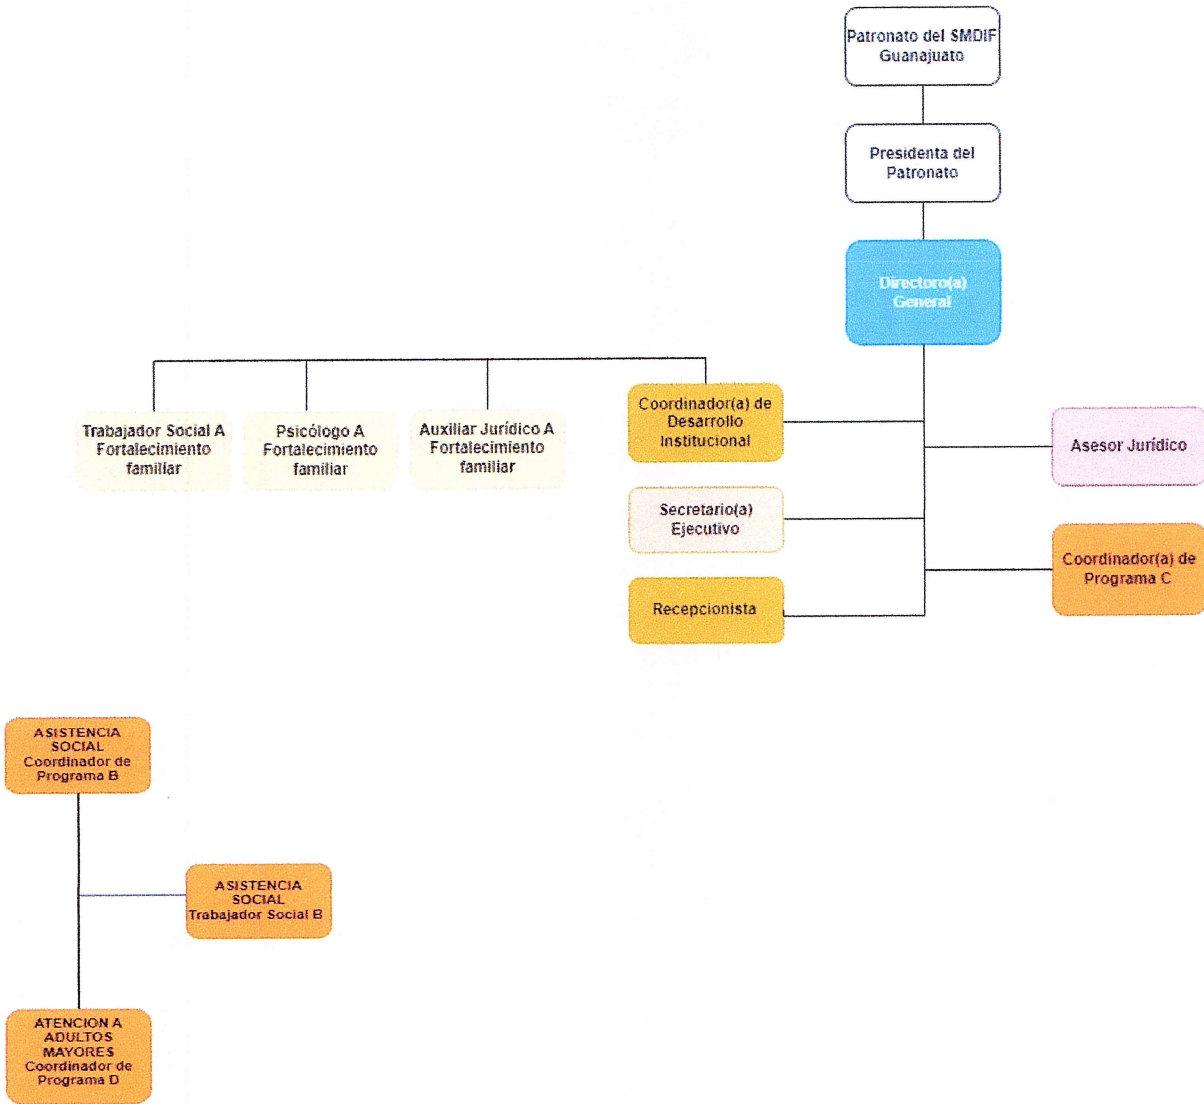 Patronato del SMDIF
Guanajuato
Presidenta del
Patronato
Directoro(a)
General
Trabajador Social A
Fortalecimiento
familiar
Psicólogo A
Fortalecimiento
familiar
Auxiliar Jurídico A
Fortalecimiento
familiar
Coordinador(a) de
Desarrollo
Institucional
Asesor Jurídico
Secretario(a)
Ejecutivo
Coordinador(a) de
Programa C
Recepcionista
ASISTENCIA
SOCIAL
Coordinador de
Programa B
ASISTENCIA
SOCIAL
Trabajador Social B
ATENCION A
ADULTOS
MAYORES
Coordinador de
Programa D